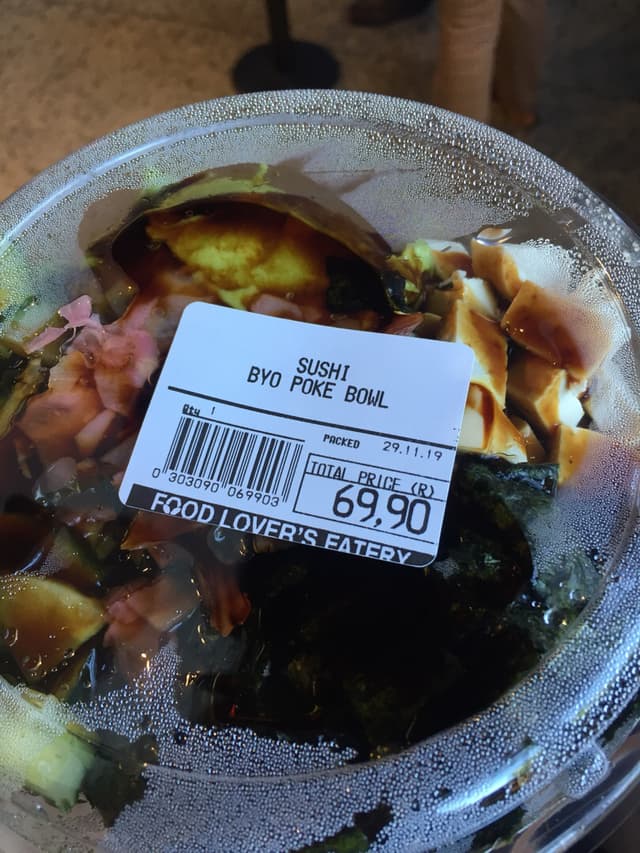 SUSHI
BYO POKE BOWL
Qty 1
PACKED 29.11.19
TOTAL PRICE (R)
69,90
0 303090 069903
FOOD LOVER'S EATERY